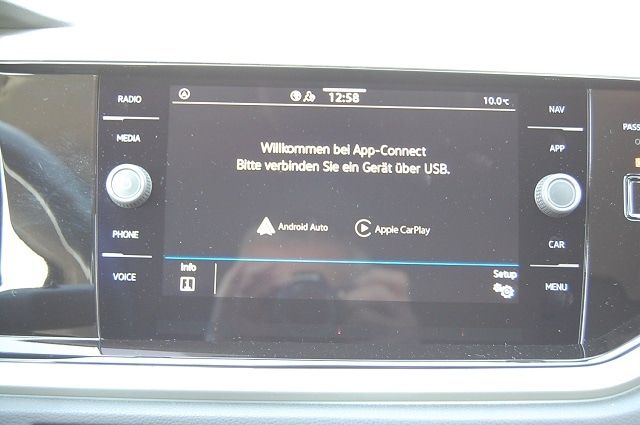 RADIO
MEDIA
PHONE
VOICE
12:58
10.0°C
Willkommen bei App-Connect
Bitte verbinden Sie ein Gerät über USB.
Android Auto
Apple CarPlay
Info
Setup
NAV
APP
CAR
MENU
PASS